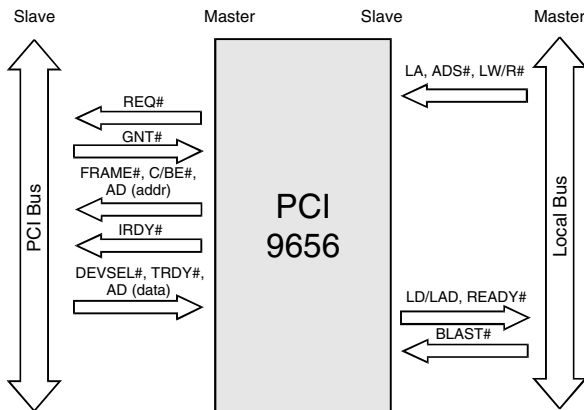 Slave Master Slave Master
LA, ADS#, LW/R#
REQ#
GNT#
FRAME#, C/BE#,
AD (addr)
IRDY#
DEVSEL#, TRDY#,
AD (data)
PCI Bus
PCI
9656
LD/LAD, READY#
BLAST#
Local Bus